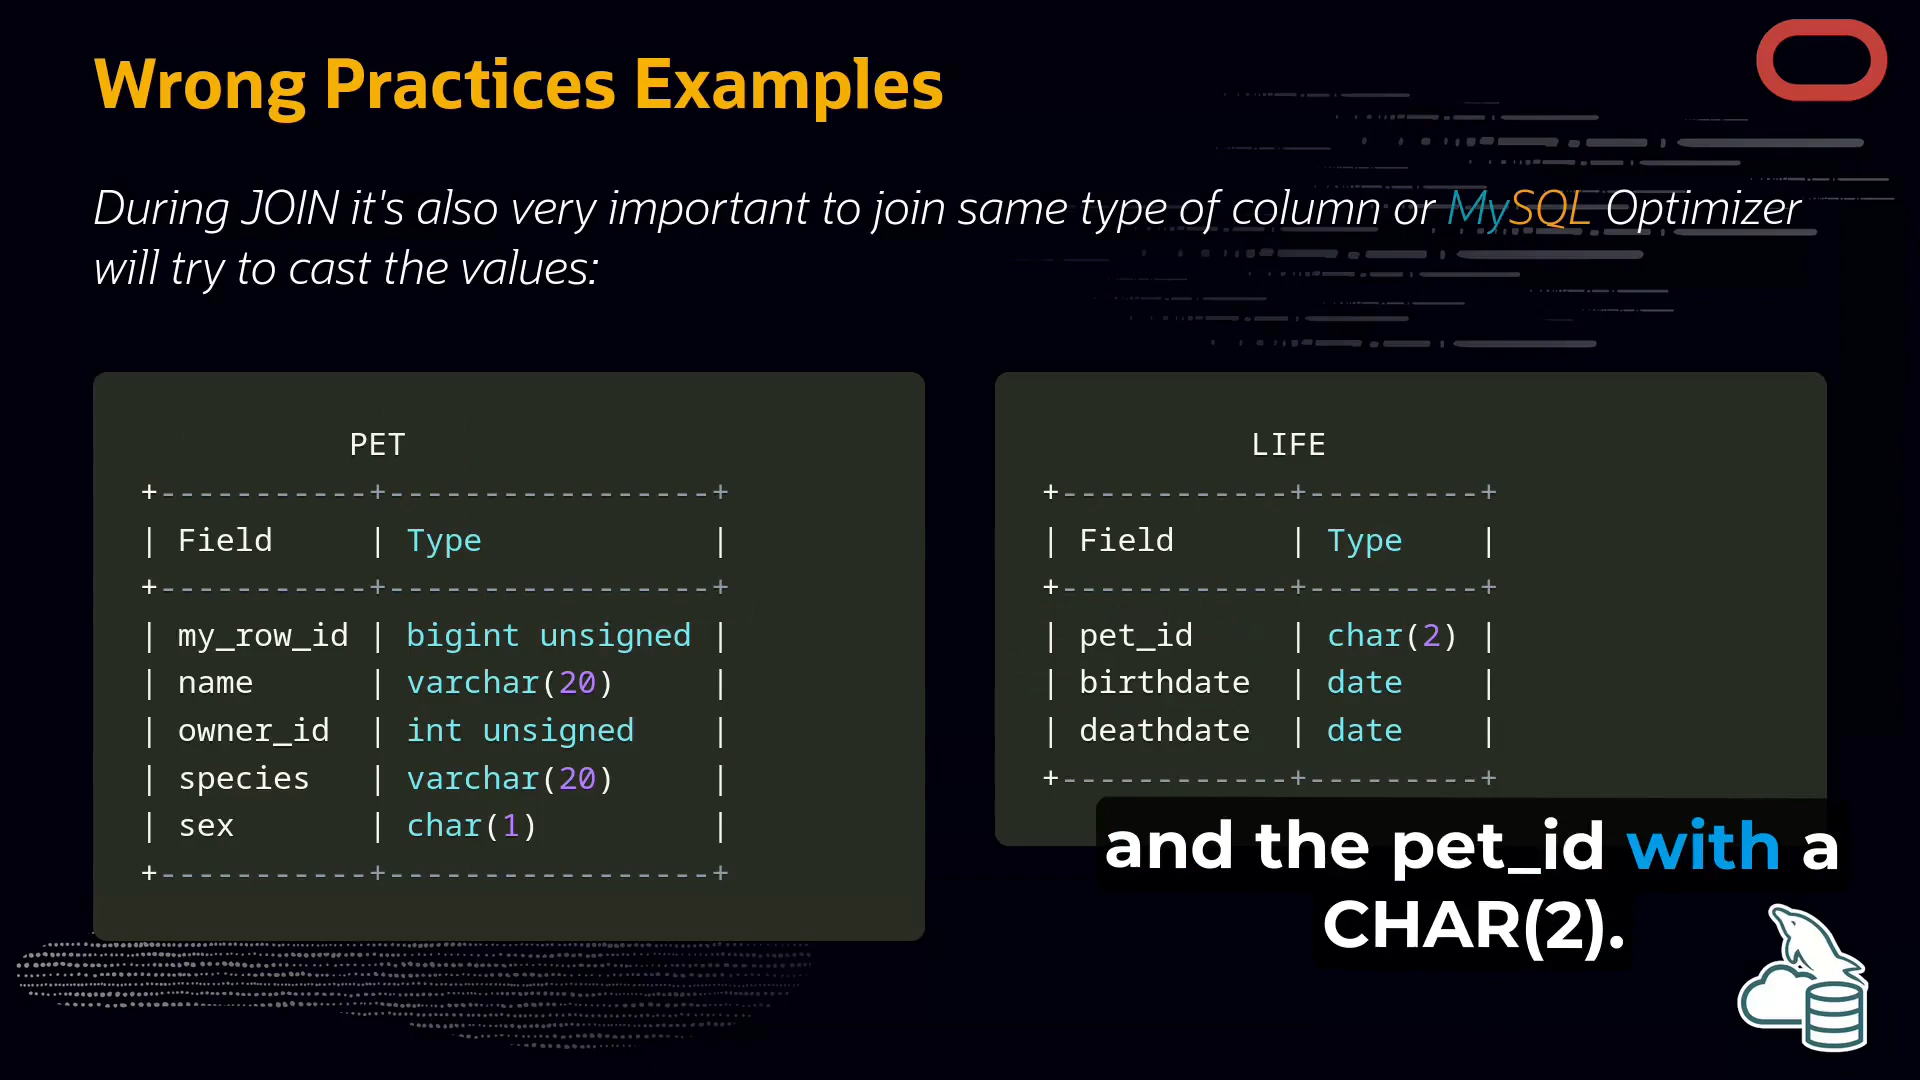 Wrong Practices Examples
During JOIN it's also very important to join same type of column or MySQL Optimizer
will try to cast the values:
PET
+-----------+-----------------+
| Field     | Type            |
+-----------+-----------------+
| my_row_id | bigint unsigned |
| name      | varchar(20)     |
| owner_id  | int unsigned    |
| species   | varchar(20)     |
| sex       | char(1)         |
+-----------+-----------------+
LIFE
+------------+---------+
| Field      | Type    |
+------------+---------+
| pet_id     | char(2) |
| birthdate  | date    |
| deathdate  | date    |
+------------+---------+
and the pet_id with a
CHAR(2).